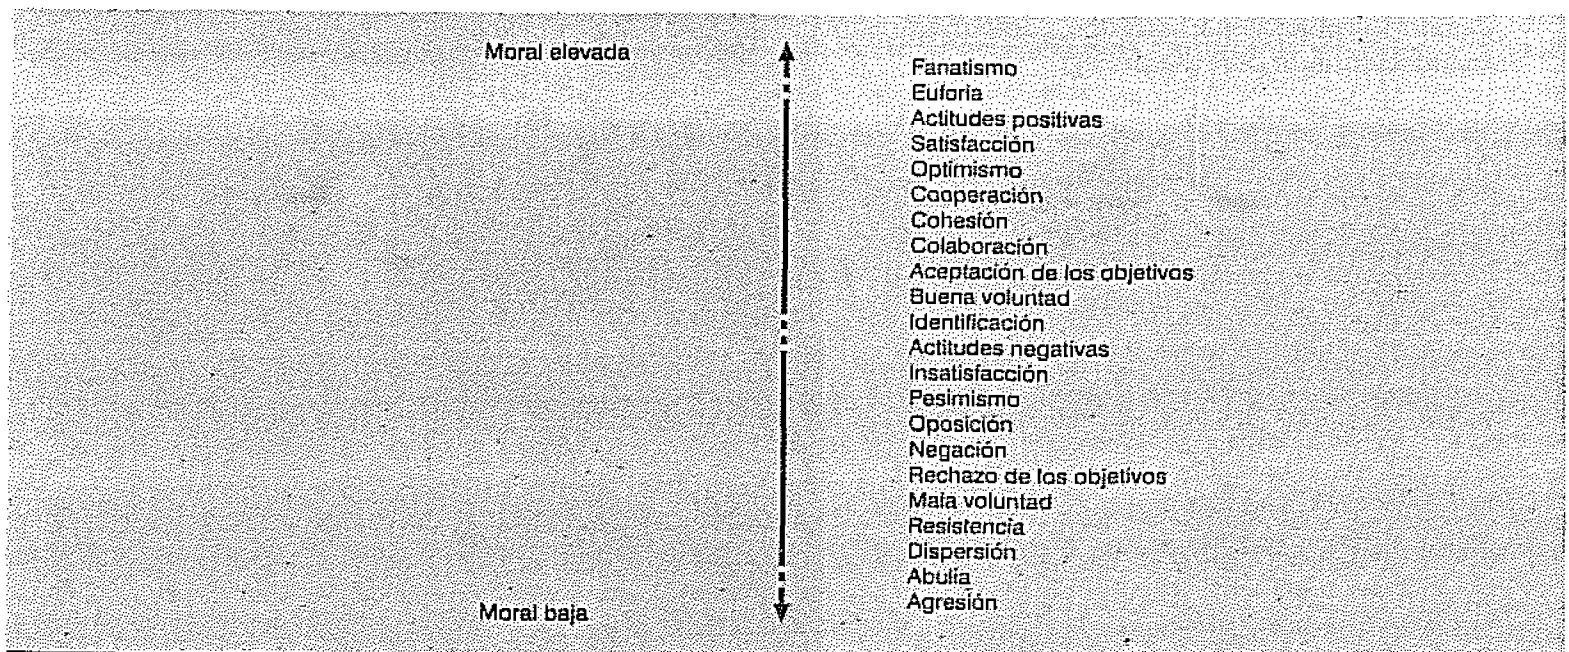 Moral elevada
Fanatismo
Euforia
Actitudes positivas
Satisfacción
Optimismo
Cooperación
Cohesión
Colaboración
Aceptación de los objetivos
Buena voluntad
Identificación
Actitudes negativas
Insatisfacción
Pesimismo
Oposición
Negación
Rechazo de los objetivos
Mala voluntad
Resistencia
Dispersión
Abulia
Agresión
Moral baja